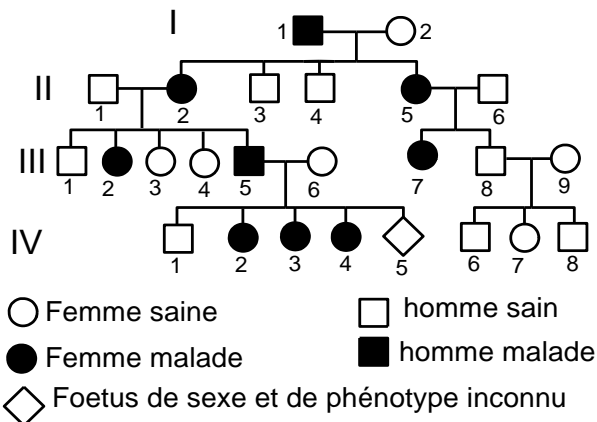 I
1 2
II
1 2 3 4 5 6
III
1 2 3 4 5 6 7 8 9
IV
1 2 3 4 5 6 7 8
Femme saine homme sain
Femme malade homme malade
Foetus de sexe et de phénotype inconnu